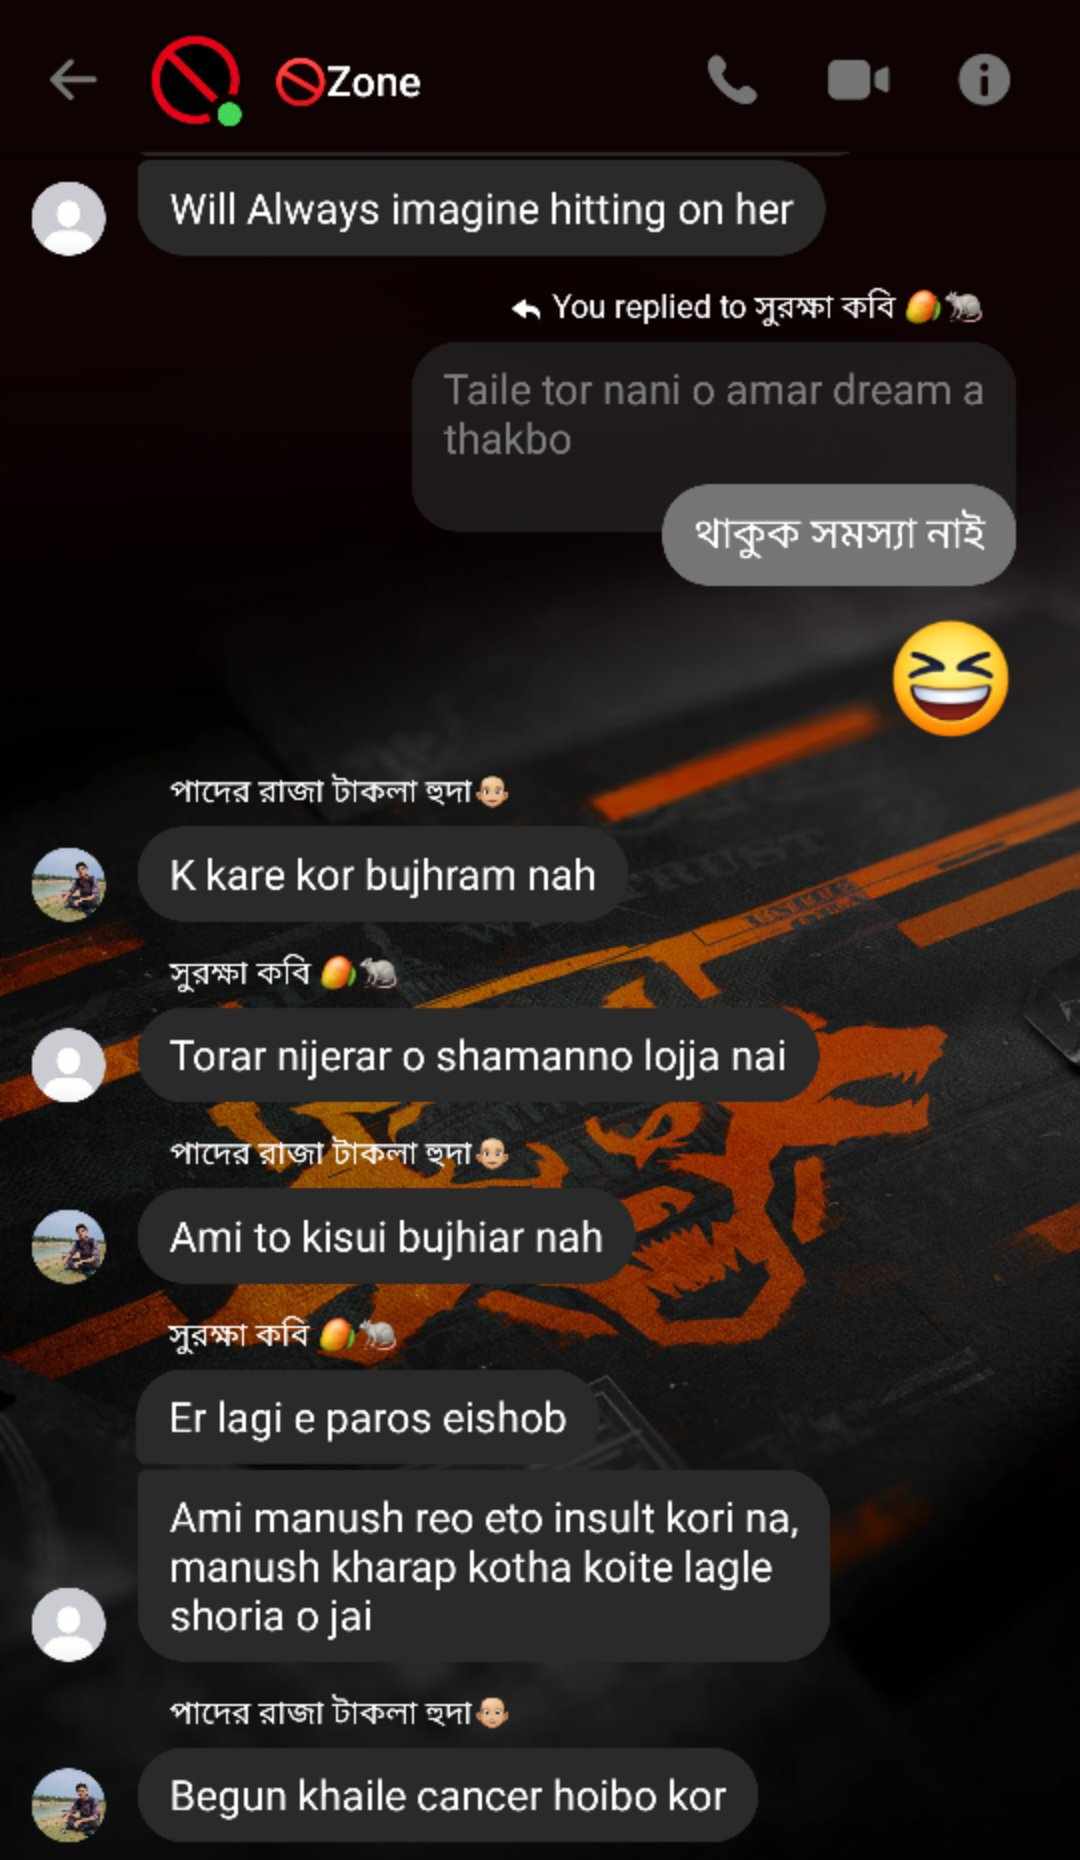 🚫Zone
Will Always imagine hitting on her
You replied to সুরক্ষা কবি 🥭🐀
Taile tor nani o amar dream a
thakbo
থাকুক সমস্যা নাই
😆
পাদের রাজা টাকলা হুদা👨🏼‍🦲
K kare kor bujhram nah
সুরক্ষা কবি 🥭🐀
Torar nijerar o shamanno lojja nai
পাদের রাজা টাকলা হুদা👨🏼‍🦲
Ami to kisui bujhiar nah
সুরক্ষা কবি 🥭🐀
Er lagi e paros eishob
Ami manush reo eto insult kori na,
manush kharap kotha koite lagle
shoria o jai
পাদের রাজা টাকলা হুদা👨🏼‍🦲
Begun khaile cancer hoibo kor